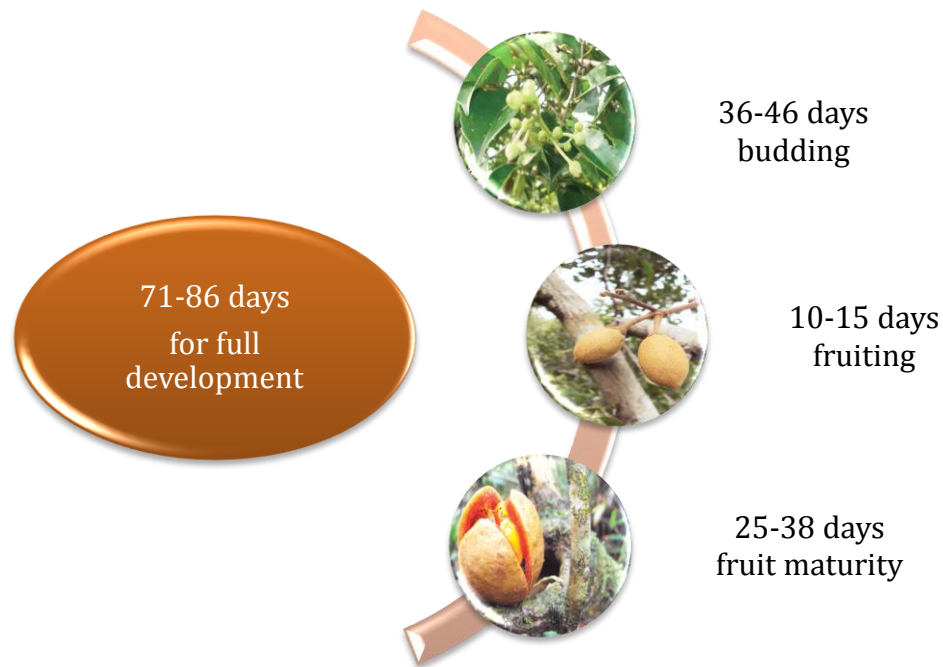 71-86 days
for full
development
36-46 days
budding
10-15 days
fruiting
25-38 days
fruit maturity